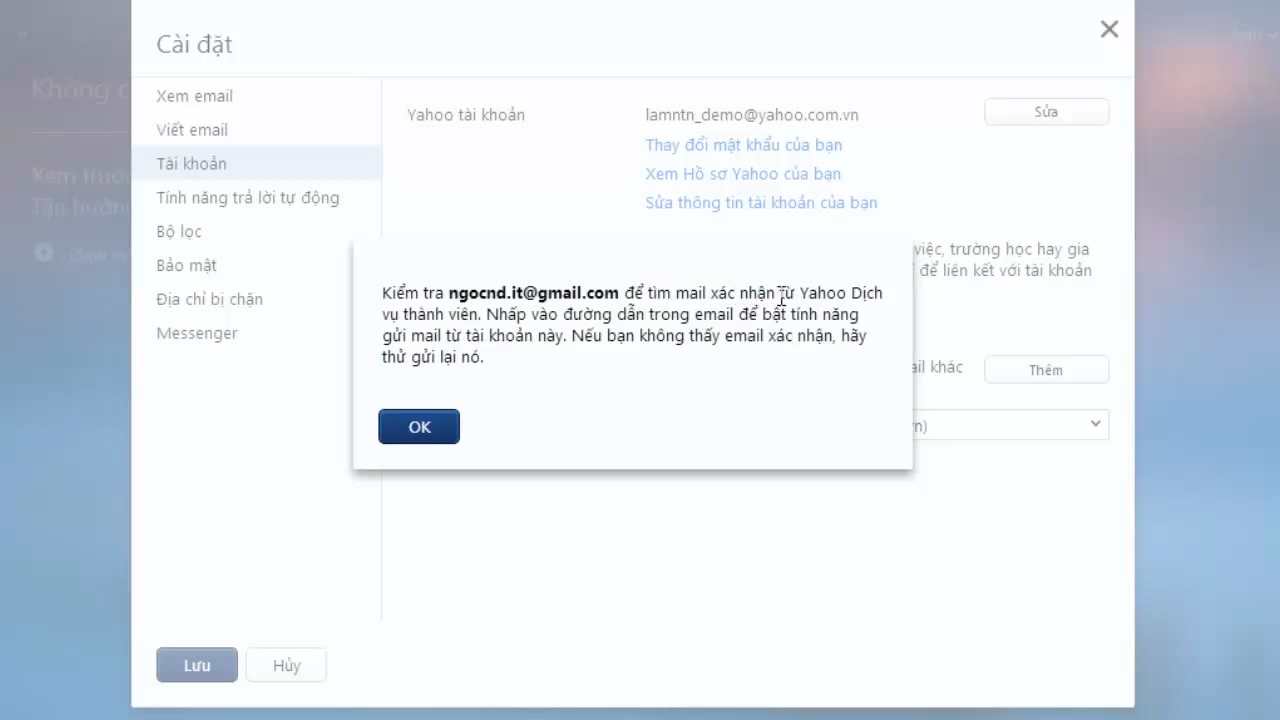 Cài đặt
Xem email
Viết email
Tài khoản
Tính năng trả lời tự động
Bộ lọc
Bảo mật
Địa chỉ bị chặn
Messenger
Yahoo tài khoản
lamntn_demo@yahoo.com.vn
Sửa
Thay đổi mật khẩu của bạn
Xem Hồ sơ Yahoo của bạn
Sửa thông tin tài khoản của bạn
việc, trường học hay gia
để liên kết với tài khoản
Kiểm tra ngocnd.it@gmail.com để tìm mail xác nhận từ Yahoo Dịch
vụ thành viên. Nhấp vào đường dẫn trong email để bật tính năng
gửi mail từ tài khoản này. Nếu bạn không thấy email xác nhận, hãy
thử gửi lại nó.
OK
ail khác
Thêm
n)
Lưu
Hủy
Không c
Xem trước
Tận hưởng